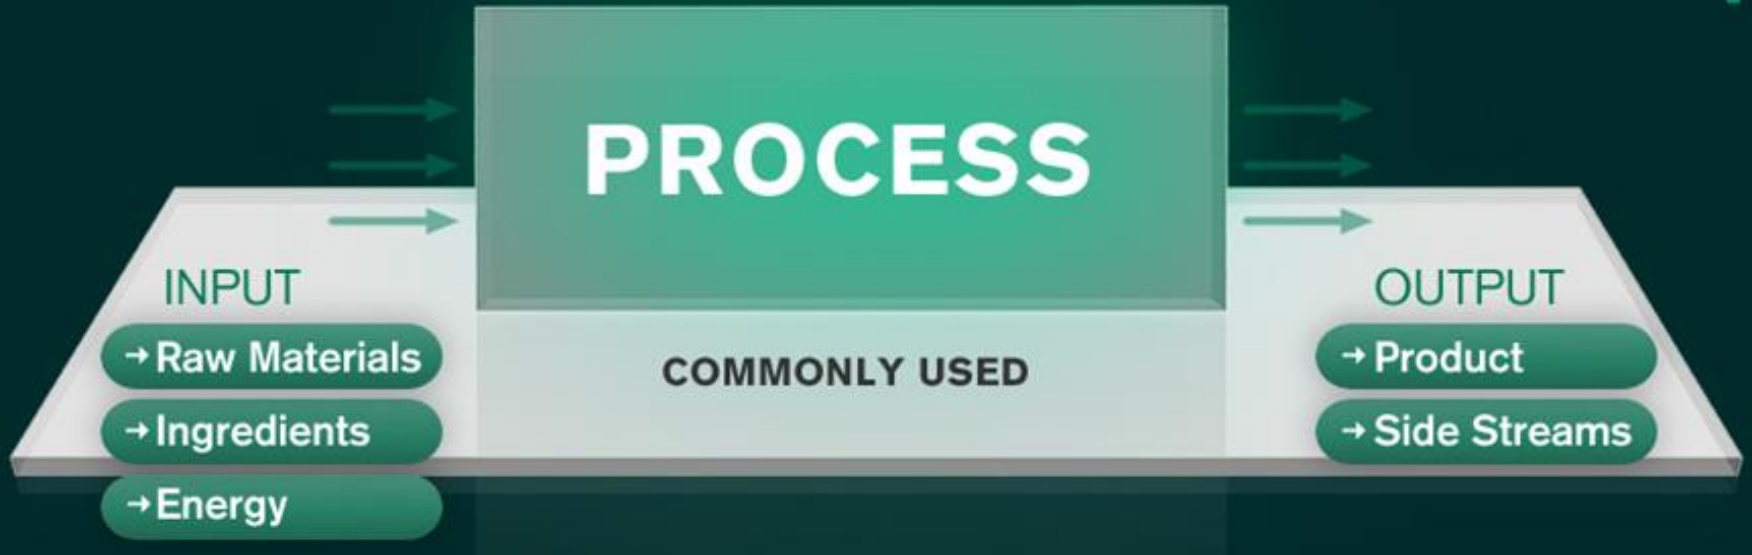 PROCESS
INPUT
→ Raw Materials
→ Ingredients
→ Energy
COMMONLY USED
OUTPUT
→ Product
→ Side Streams